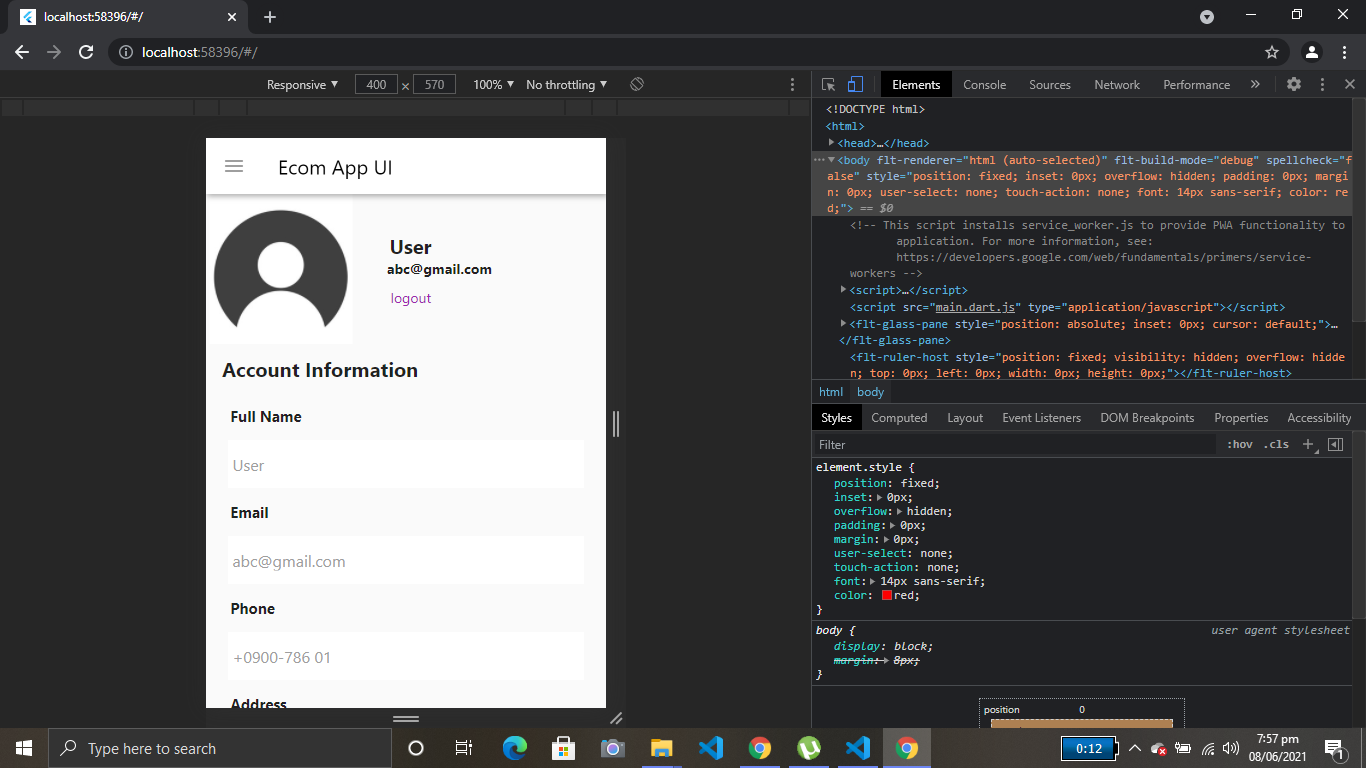 localhost:58396/#/
localhost:58396/#/
Responsive 400 × 570 100% No throttling
Elements Console Sources Network Performance
Ecom App UI
User
abc@gmail.com
logout
Account Information
Full Name
User
Email
abc@gmail.com
Phone
+0900-786 01
Address
<!DOCTYPE html>
<html>
<head>…</head>
<body flt-renderer="html (auto-selected)" flt-build-mode="debug" spellcheck="f
alse" style="position: fixed; inset: 0px; overflow: hidden; padding: 0px; margi
n: 0px; user-select: none; touch-action: none; font: 14px sans-serif; color: re
d;"> == $0
<!-- This script installs service_worker.js to provide PWA functionality to
application. For more information, see:
https://developers.google.com/web/fundamentals/primers/service-
workers -->
<script>…</script>
<script src="main.dart.js" type="application/javascript"></script>
<flt-glass-pane style="position: absolute; inset: 0px; cursor: default;">…
</flt-glass-pane>
<flt-ruler-host style="position: fixed; visibility: hidden; overflow: hidde
n; top: 0px; left: 0px; width: 0px; height: 0px;"></flt-ruler-host>
html body
Styles Computed Layout Event Listeners DOM Breakpoints Properties Accessibility
Filter :hov .cls
element.style {
position: fixed;
inset: 0px;
overflow: hidden;
padding: 0px;
margin: 0px;
user-select: none;
touch-action: none;
font: 14px sans-serif;
color: red;
}
body { user agent stylesheet
display: block;
margin: 8px;
}
position 0
Type here to search
0:12
7:57 pm
08/06/2021
1